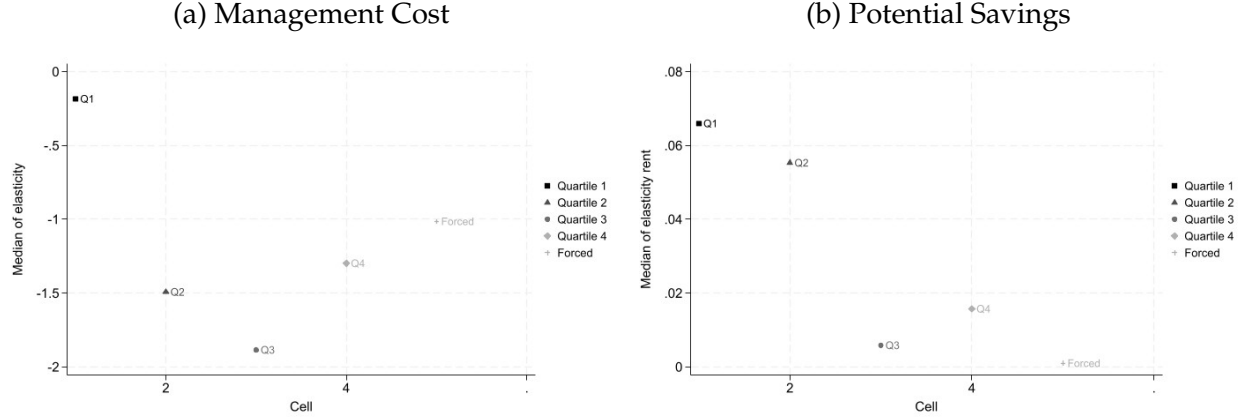 (a) Management Cost
0
-.5
-1
-1.5
-2
Median of elasticity
Q1
Q2
Q3
Q4
Forced
2
4
.
Cell
Quartile 1
Quartile 2
Quartile 3
Quartile 4
Forced
(b) Potential Savings
.08
.06
.04
.02
0
Median of elasticity rent
Q1
Q2
Q3
Q4
Forced
2
4
.
Cell
Quartile 1
Quartile 2
Quartile 3
Quartile 4
Forced